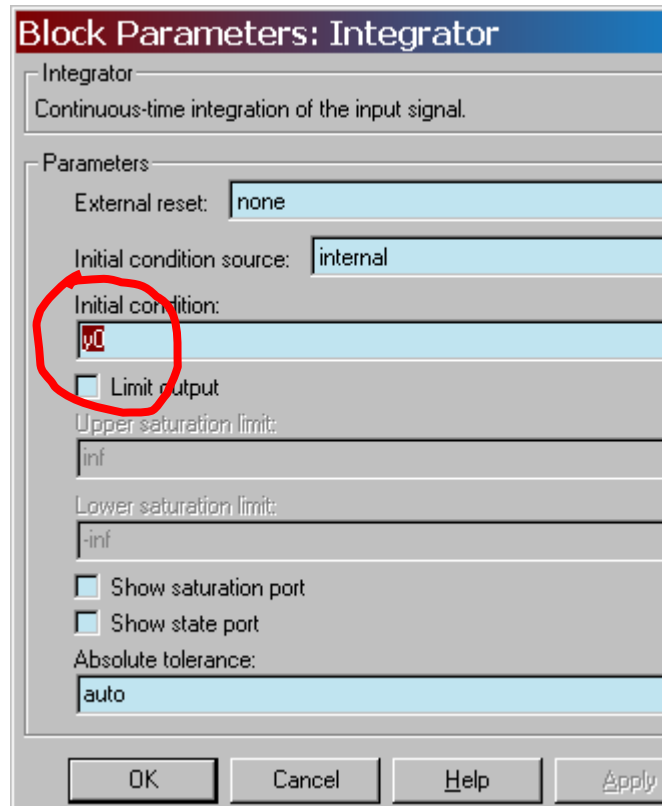 Block Parameters: Integrator
Integrator
Continuous-time integration of the input signal.
Parameters
External reset: none
Initial condition source: internal
Initial condition:
y0
Limit output
Upper saturation limit:
inf
Lower saturation limit:
-inf
Show saturation port
Show state port
Absolute tolerance:
auto
OK Cancel Help Apply